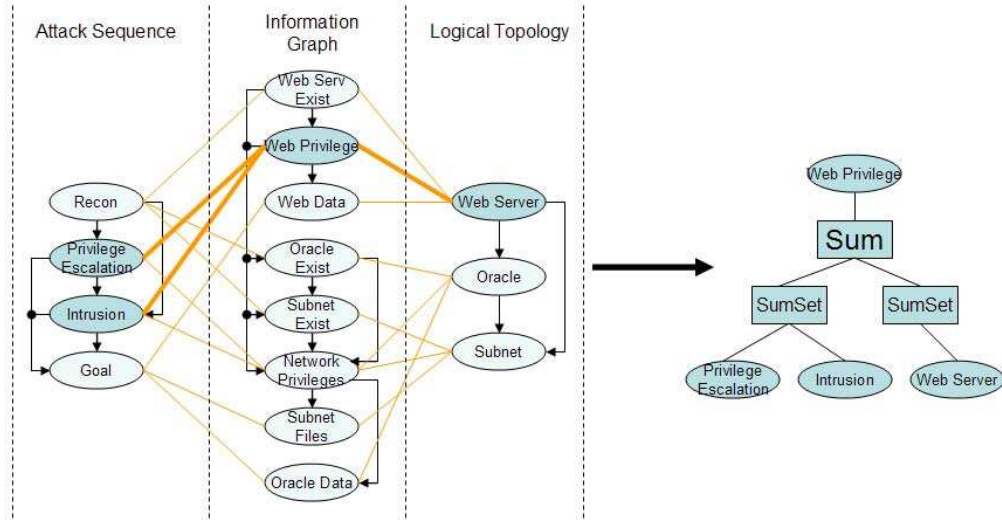 Attack Sequence
Information
Graph
Logical Topology
Recon
Privilege
Escalation
Intrusion
Goal
Web Serv
Exist
Web Privilege
Web Data
Oracle
Exist
Subnet
Exist
Network
Privileges
Subnet
Files
Oracle Data
Web Server
Oracle
Subnet
Web Privilege
Sum
SumSet
SumSet
Privilege
Escalation
Intrusion
Web Server